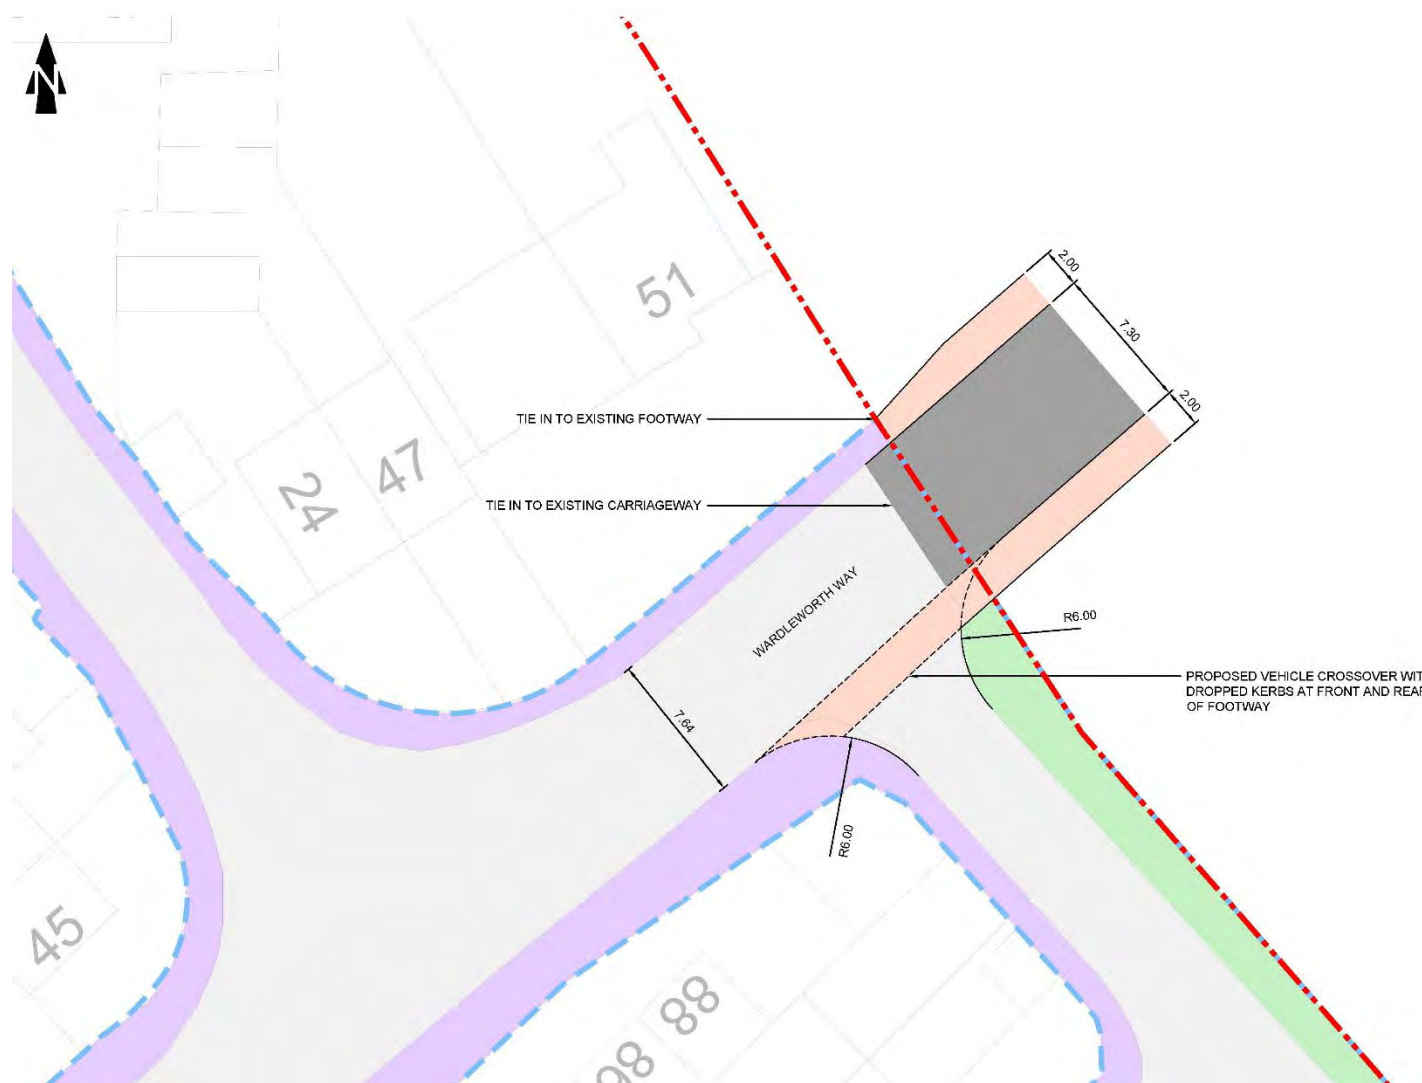 N
51
2.00
7.30
2.00
TIE IN TO EXISTING FOOTWAY
47
24
TIE IN TO EXISTING CARRIAGEWAY
WARDLEWORTH WAY
R6.00
PROPOSED VEHICLE CROSSOVER WIT
DROPPED KERBS AT FRONT AND REAR
OF FOOTWAY
7.64
R6.00
45
88
98